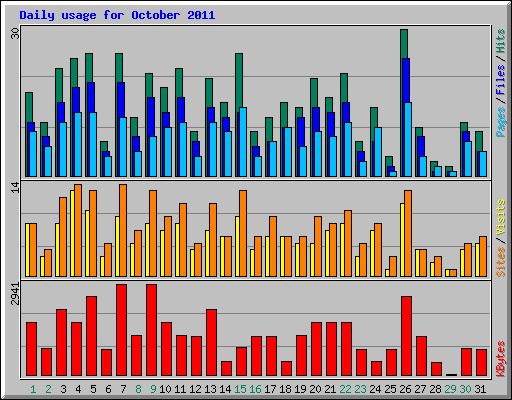 Daily usage for October 2011
30
Pages / Files / Hits
14
Sites / Visits
2941
KBytes
1 2 3 4 5 6 7 8 9 10 11 12 13 14 15 16 17 18 19 20 21 22 23 24 25 26 27 28 29 30 31